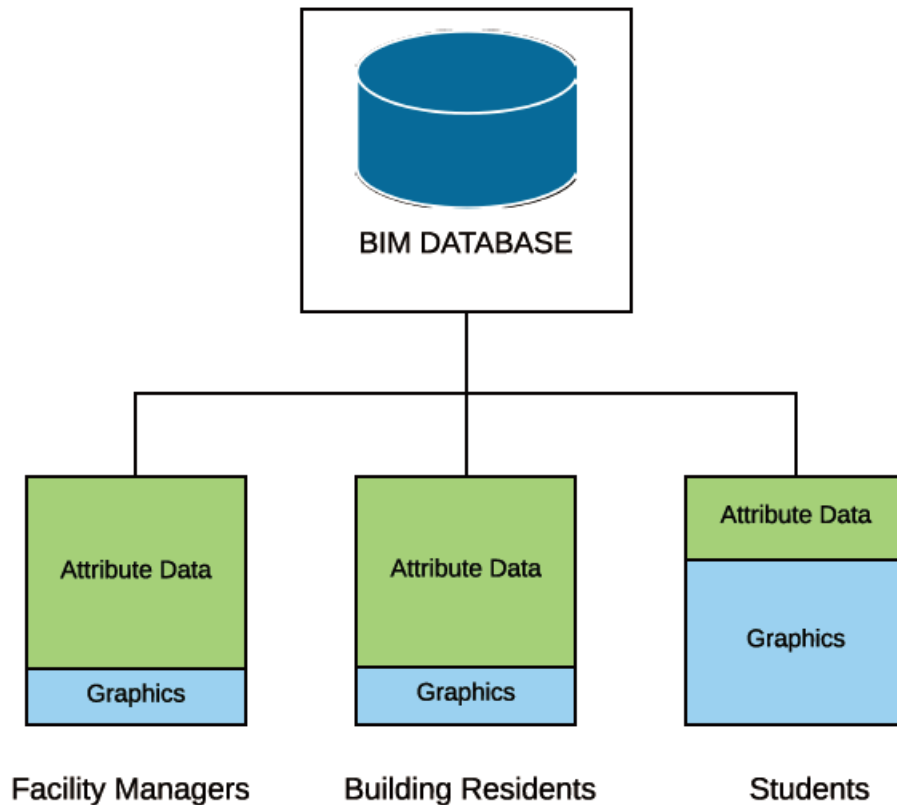 BIM DATABASE
Attribute Data
Graphics
Facility Managers
Attribute Data
Graphics
Building Residents
Attribute Data
Graphics
Students